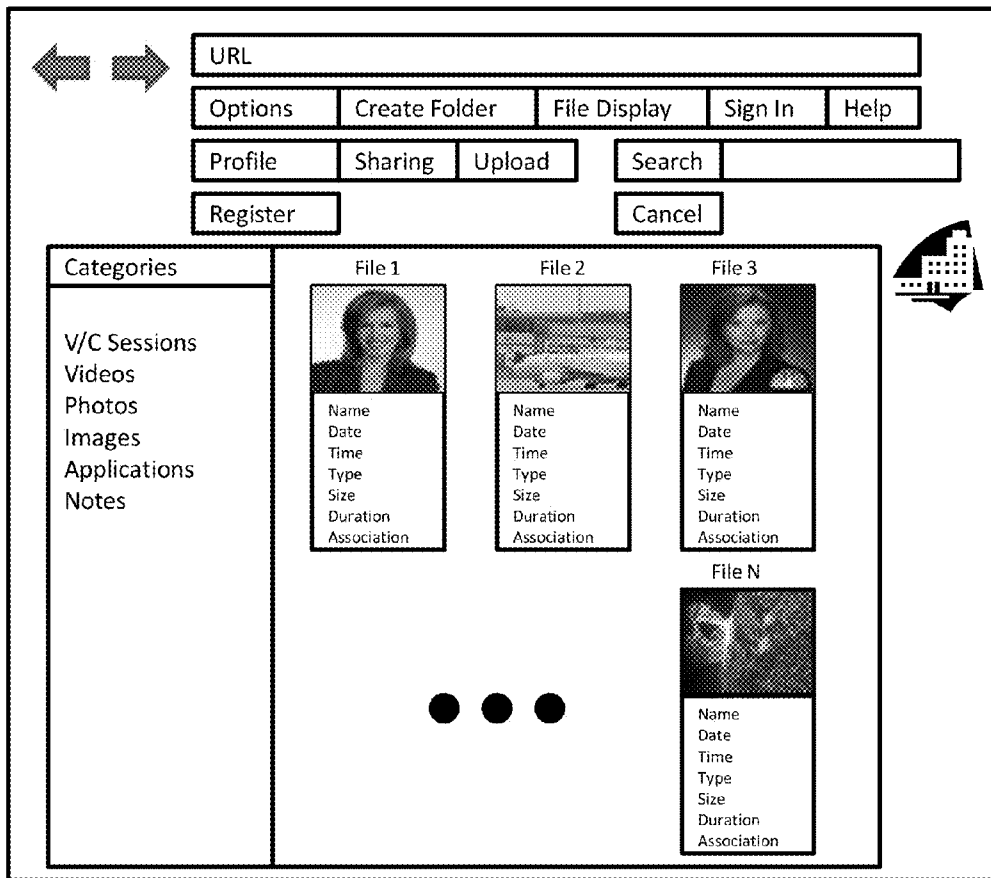 URL
Options Create Folder File Display Sign In Help
Profile Sharing Upload Search
Register Cancel
Categories
V/C Sessions
Videos
Photos
Images
Applications
Notes
File 1 File 2 File 3
Name Name Name
Date Date Date
Time Time Time
Type Type Type
Size Size Size
Duration Duration Duration
Association Association Association
File N
Name
Date
Time
Type
Size
Duration
Association